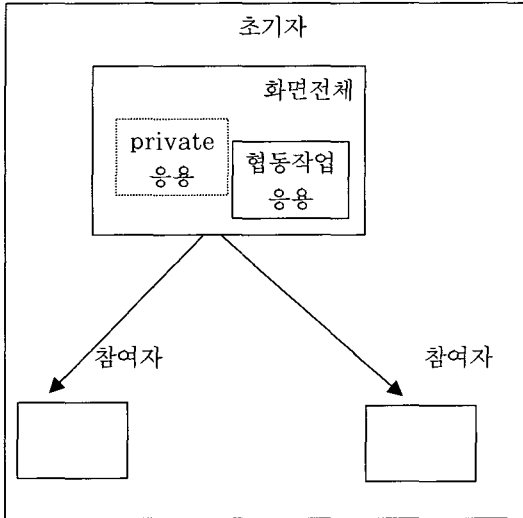 초기자
화면전체
private
응용
협동작업
응용
참여자
참여자